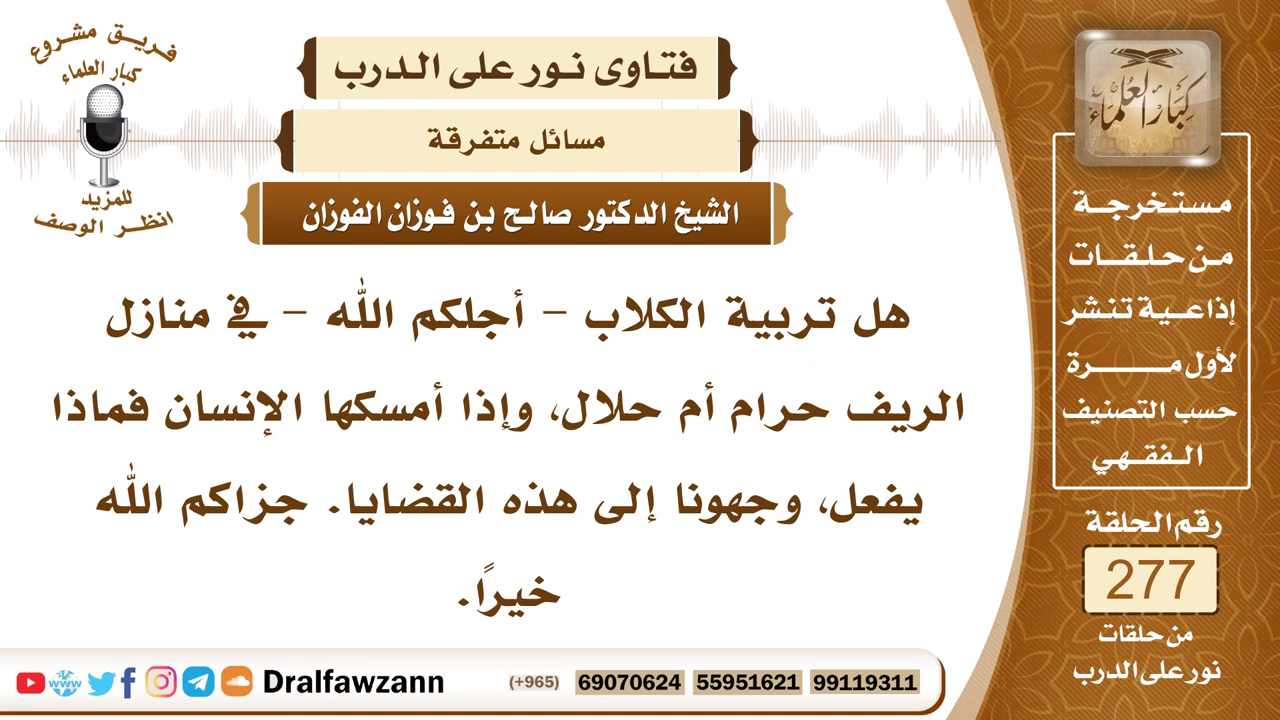 فريق مشروع
كبار العلماء
للمزيد
انظر الوصف
فتاوى نور على الدرب
مسائل متفرقة
الشيخ الدكتور صالح بن فوزان الفوزان
هل تربية الكلاب - أجلكم الله - في منازل
الريف حرام أم حلال، وإذا أمسكها الإنسان فماذا
يفعل، وجهونا إلى هذه القضايا. جزاكم الله
خيرًا.
كبار العلماء
مستخرجة
من حلقات
إذاعية تنشر
لأول مرة
حسب التصنيف
الفقهي
رقم الحلقة
277
من حلقات
نور على الدرب
www
Dralfawzann
(+965) 69070624 55951621 99119311